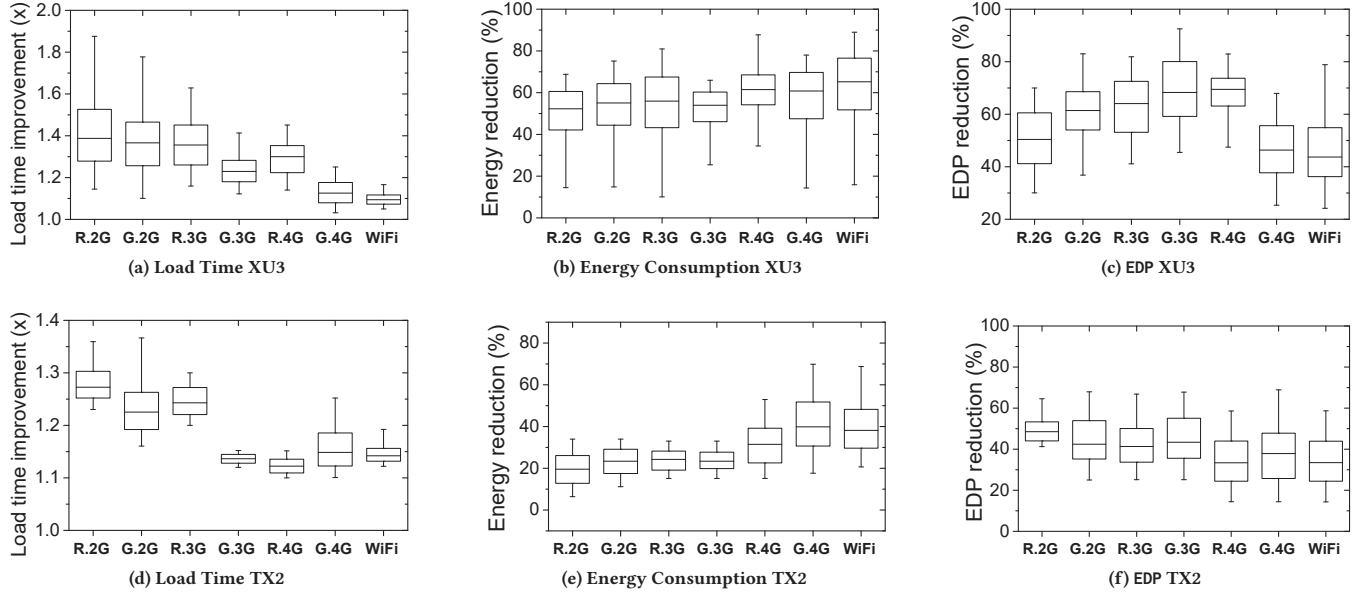 Load time improvement (x)
2.0
1.8
1.6
1.4
1.2
1.0
R.2G G.2G R.3G G.3G R.4G G.4G WiFi
(a) Load Time XU3
Energy reduction (%)
100
80
60
40
20
0
R.2G G.2G R.3G G.3G R.4G G.4G WiFi
(b) Energy Consumption XU3
EDP reduction (%)
100
80
60
40
20
R.2G G.2G R.3G G.3G R.4G G.4G WiFi
(c) EDP XU3
Load time improvement (x)
1.4
1.3
1.2
1.1
1.0
R.2G G.2G R.3G G.3G R.4G G.4G WiFi
(d) Load Time TX2
Energy reduction (%)
80
60
40
20
0
R.2G G.2G R.3G G.3G R.4G G.4G WiFi
(e) Energy Consumption TX2
EDP reduction (%)
100
80
60
40
20
0
R.2G G.2G R.3G G.3G R.4G G.4G WiFi
(f) EDP TX2